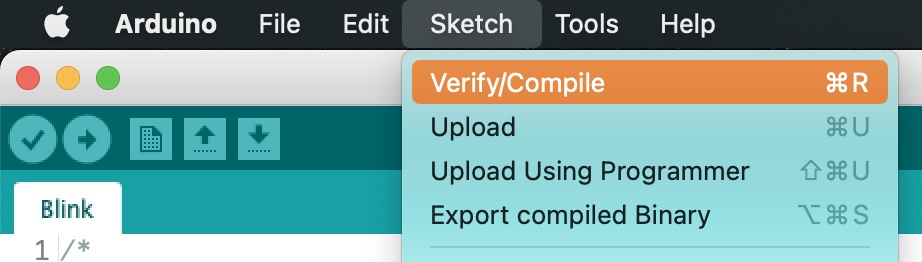 Arduino File Edit Sketch Tools Help
Verify/Compile ⌘R
Upload ⌘U
Upload Using Programmer ⇧⌘U
Export compiled Binary ⌥⌘S
Blink
1 /*